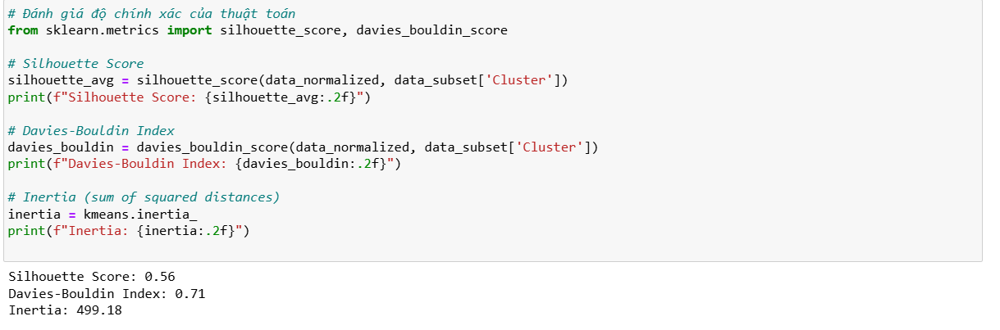 # Đánh giá độ chính xác của thuật toán
from sklearn.metrics import silhouette_score, davies_bouldin_score
# Silhouette Score
silhouette_avg = silhouette_score(data_normalized, data_subset['Cluster'])
print(f"Silhouette Score: {silhouette_avg:.2f}")
# Davies-Bouldin Index
davies_bouldin = davies_bouldin_score(data_normalized, data_subset['Cluster'])
print(f"Davies-Bouldin Index: {davies_bouldin:.2f}")
# Inertia (sum of squared distances)
inertia = kmeans.inertia_
print(f"Inertia: {inertia:.2f}")
Silhouette Score: 0.56
Davies-Bouldin Index: 0.71
Inertia: 499.18